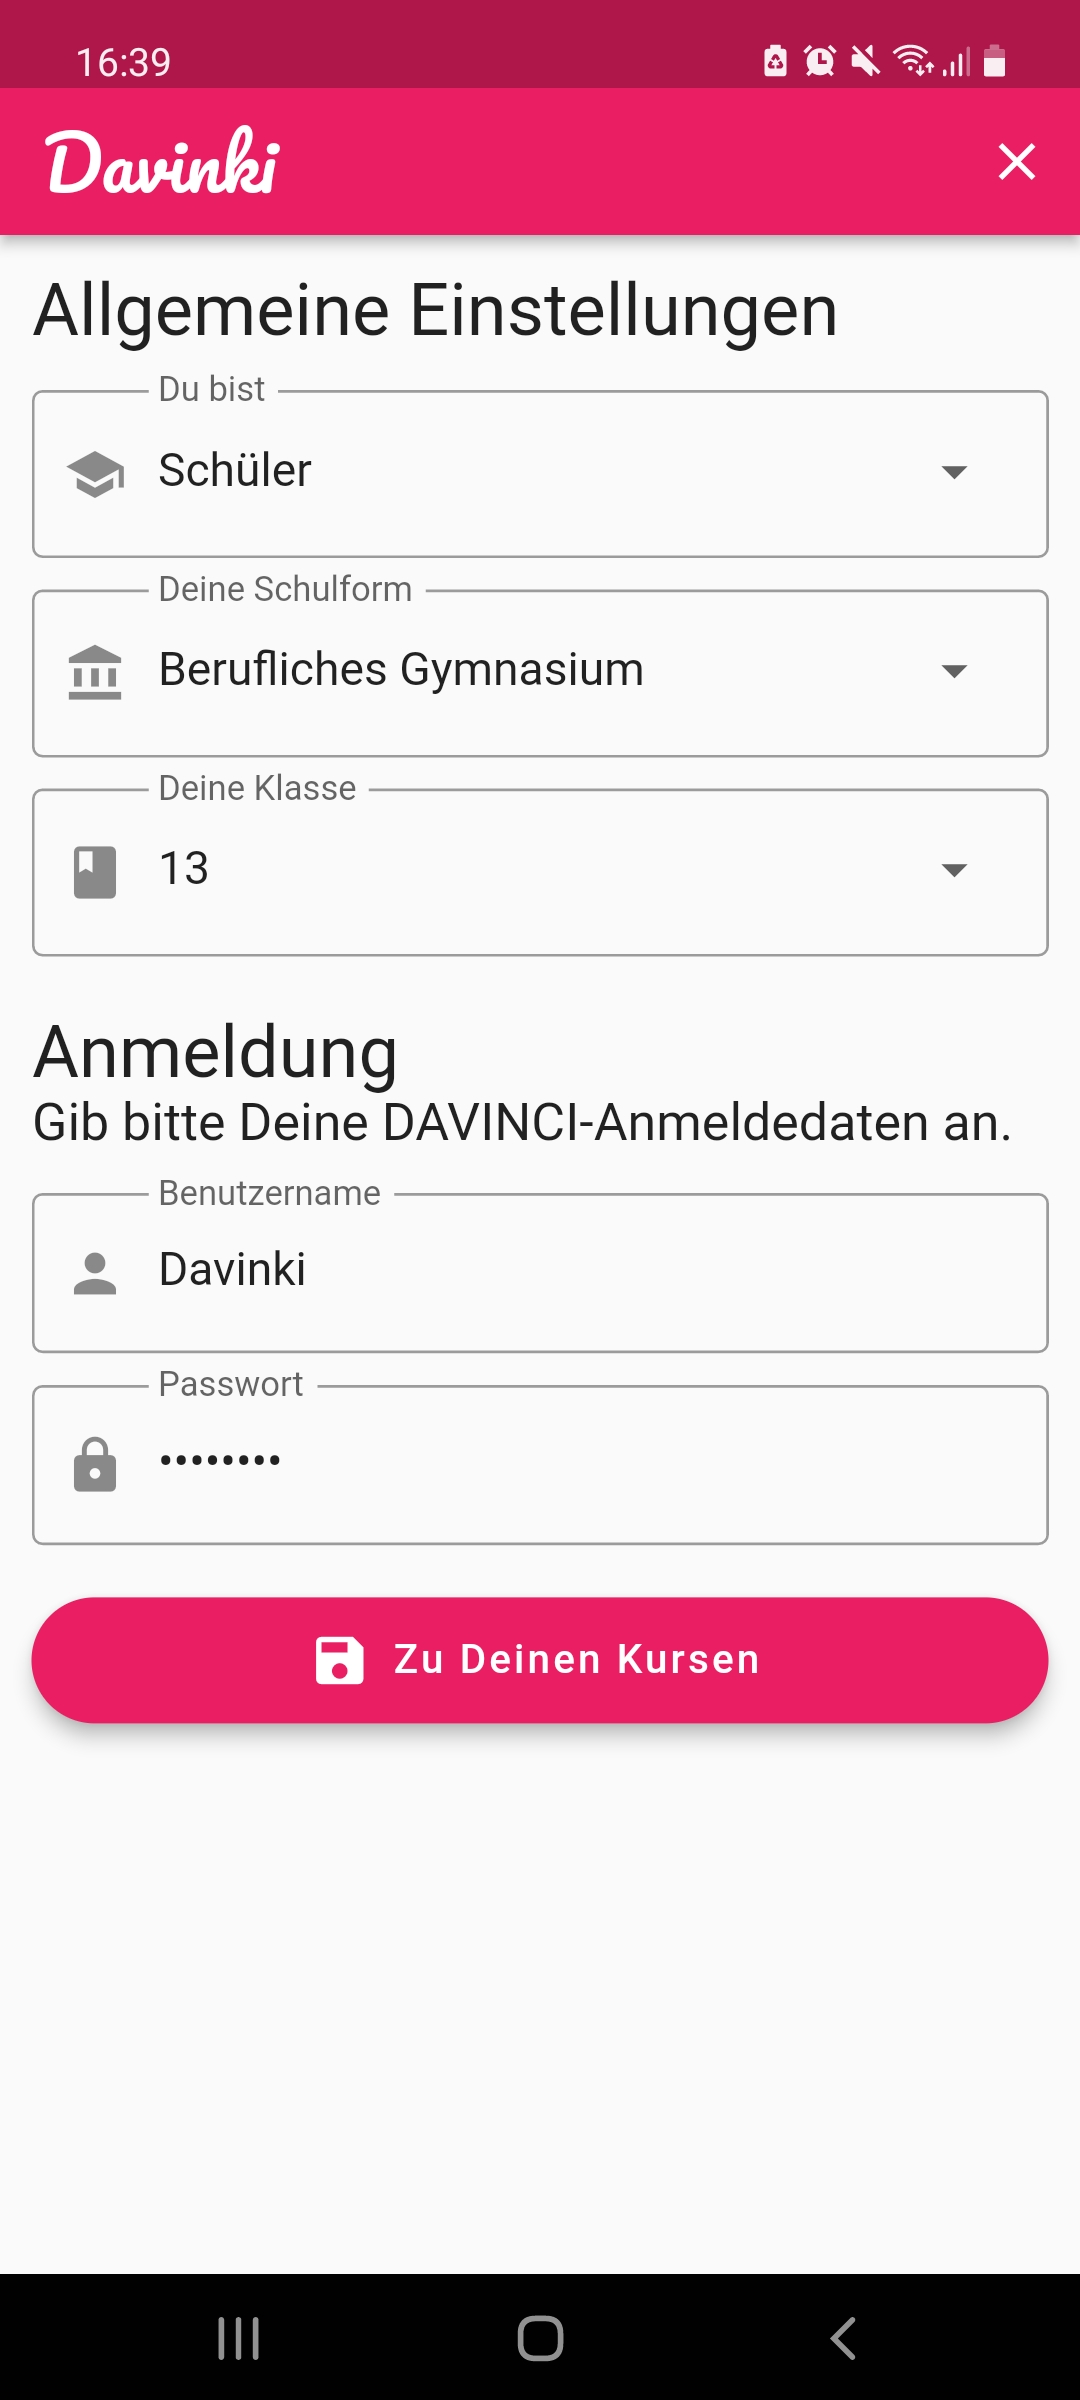 16:39
Davinki
Allgemeine Einstellungen
Du bist
Schüler
Deine Schulform
Berufliches Gymnasium
Deine Klasse
13
Anmeldung
Gib bitte Deine DAVINCI-Anmeldedaten an.
Benutzername
Davinki
Passwort
••••••••
Zu Deinen Kursen